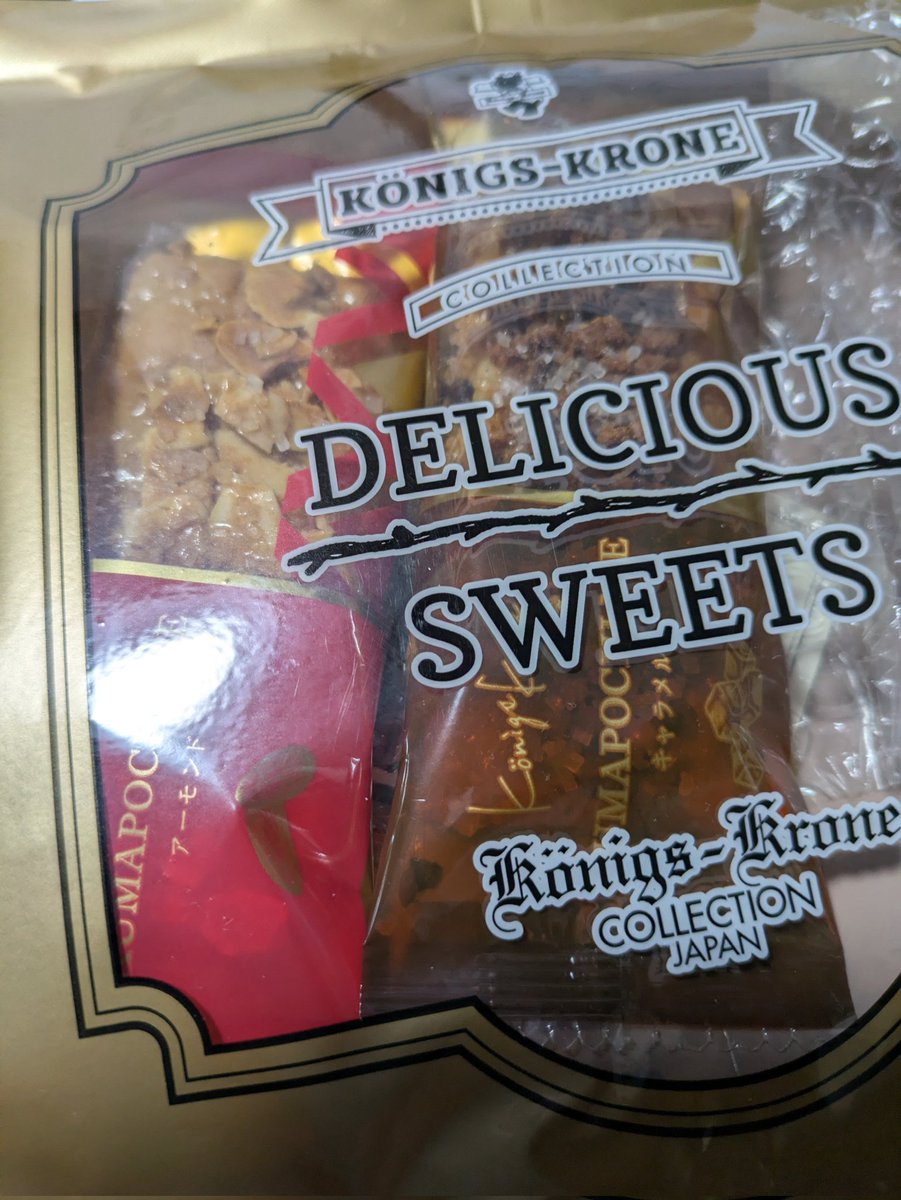 KÖNIGS-KRONE
COLLECTION
DELICIOUS
SWEETS
アーモンド
Königs
MAPOCHE
キャラメル
Königs-Krone
COLLECTION
JAPAN